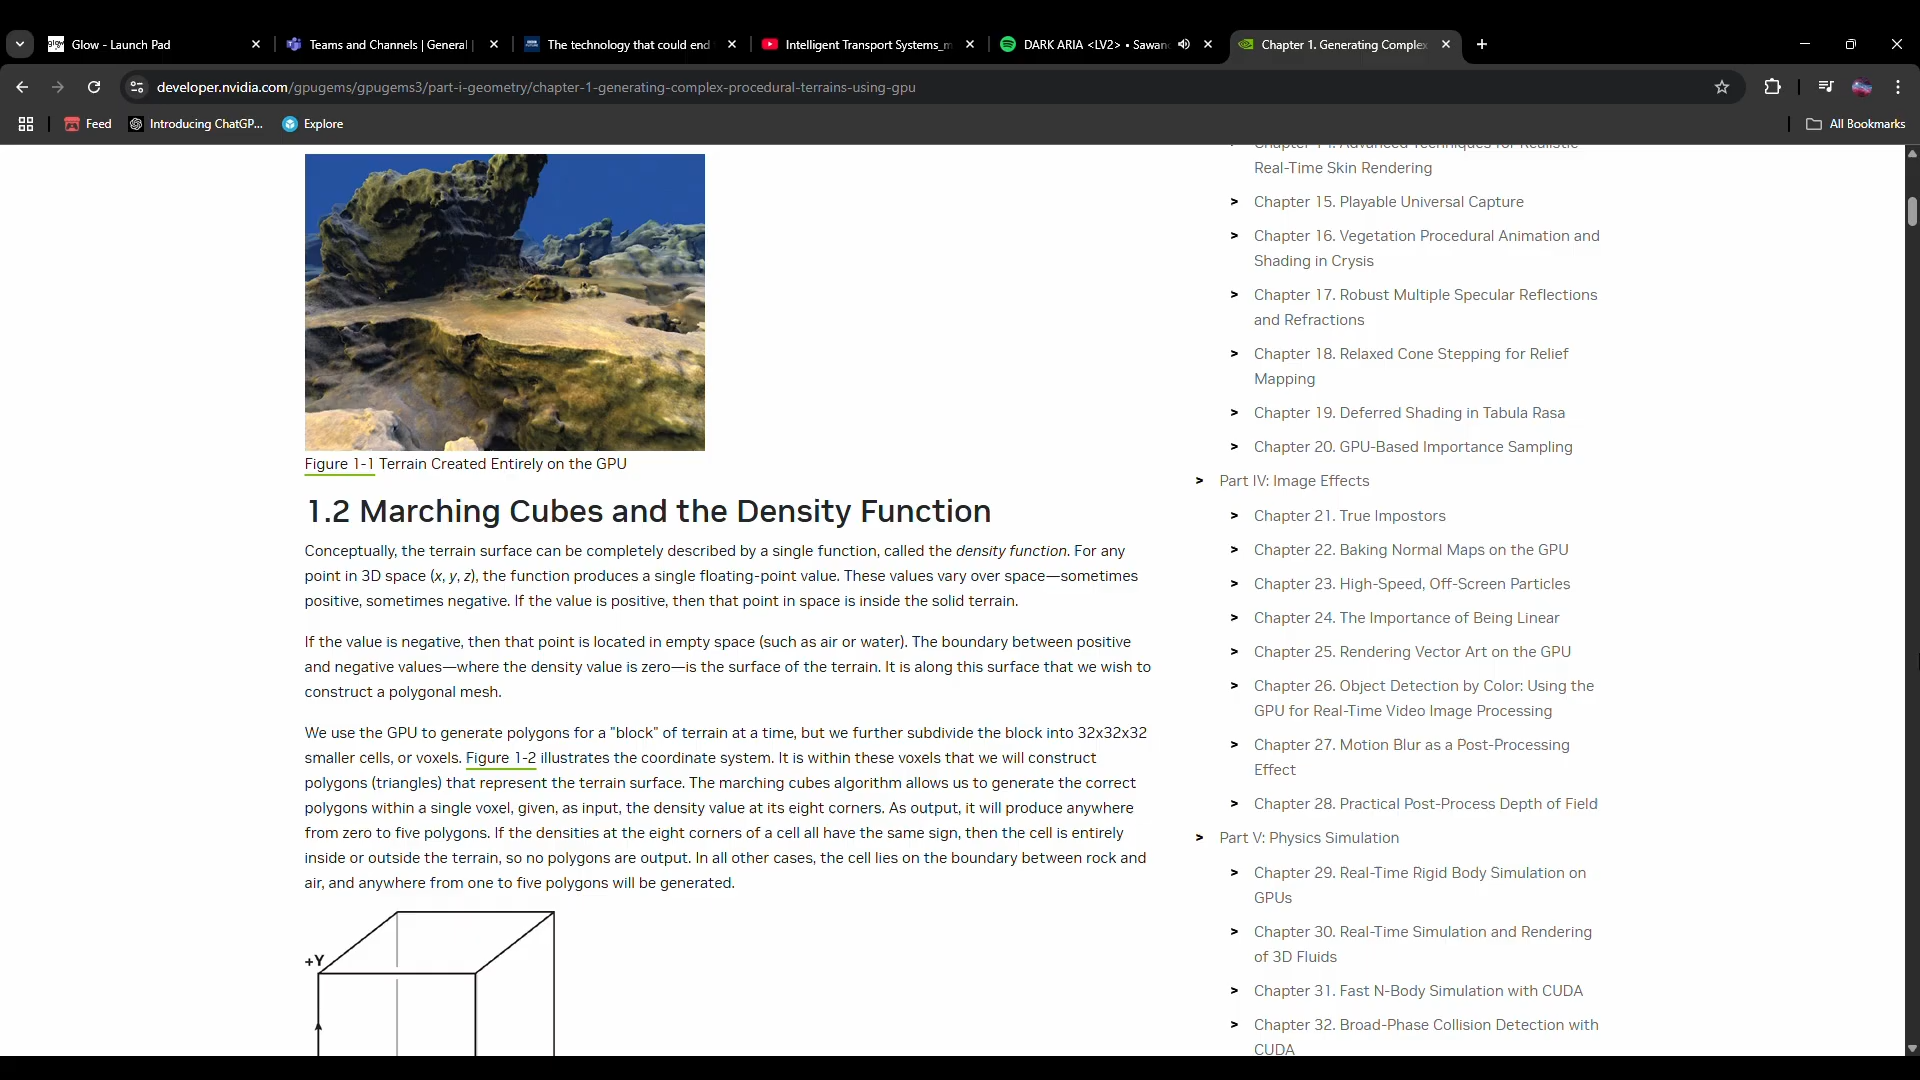 Glow - Launch Pad
Teams and Channels | General |
The technology that could end
Intelligent Transport Systems_m
DARK ARIA <LV2> • Sawan
Chapter 1. Generating Complex
developer.nvidia.com/gpugems/gpugems3/part-i-geometry/chapter-1-generating-complex-procedural-terrains-using-gpu
Feed
Introducing ChatGP...
Explore
All Bookmarks
Figure 1-1 Terrain Created Entirely on the GPU
1.2 Marching Cubes and the Density Function
Conceptually, the terrain surface can be completely described by a single function, called the density function. For any
point in 3D space (x, y, z), the function produces a single floating-point value. These values vary over space—sometimes
positive, sometimes negative. If the value is positive, then that point in space is inside the solid terrain.
If the value is negative, then that point is located in empty space (such as air or water). The boundary between positive
and negative values—where the density value is zero—is the surface of the terrain. It is along this surface that we wish to
construct a polygonal mesh.
We use the GPU to generate polygons for a "block" of terrain at a time, but we further subdivide the block into 32x32x32
smaller cells, or voxels. Figure 1-2 illustrates the coordinate system. It is within these voxels that we will construct
polygons (triangles) that represent the terrain surface. The marching cubes algorithm allows us to generate the correct
polygons within a single voxel, given, as input, the density value at its eight corners. As output, it will produce anywhere
from zero to five polygons. If the densities at the eight corners of a cell all have the same sign, then the cell is entirely
inside or outside the terrain, so no polygons are output. In all other cases, the cell lies on the boundary between rock and
air, and anywhere from one to five polygons will be generated.
+Y
Chapter 14. Advanced Techniques for Realistic
Real-Time Skin Rendering
> Chapter 15. Playable Universal Capture
> Chapter 16. Vegetation Procedural Animation and
Shading in Crysis
> Chapter 17. Robust Multiple Specular Reflections
and Refractions
> Chapter 18. Relaxed Cone Stepping for Relief
Mapping
> Chapter 19. Deferred Shading in Tabula Rasa
> Chapter 20. GPU-Based Importance Sampling
> Part IV: Image Effects
> Chapter 21. True Impostors
> Chapter 22. Baking Normal Maps on the GPU
> Chapter 23. High-Speed, Off-Screen Particles
> Chapter 24. The Importance of Being Linear
> Chapter 25. Rendering Vector Art on the GPU
> Chapter 26. Object Detection by Color: Using the
GPU for Real-Time Video Image Processing
> Chapter 27. Motion Blur as a Post-Processing
Effect
> Chapter 28. Practical Post-Process Depth of Field
> Part V: Physics Simulation
> Chapter 29. Real-Time Rigid Body Simulation on
GPUs
> Chapter 30. Real-Time Simulation and Rendering
of 3D Fluids
> Chapter 31. Fast N-Body Simulation with CUDA
> Chapter 32. Broad-Phase Collision Detection with
CUDA